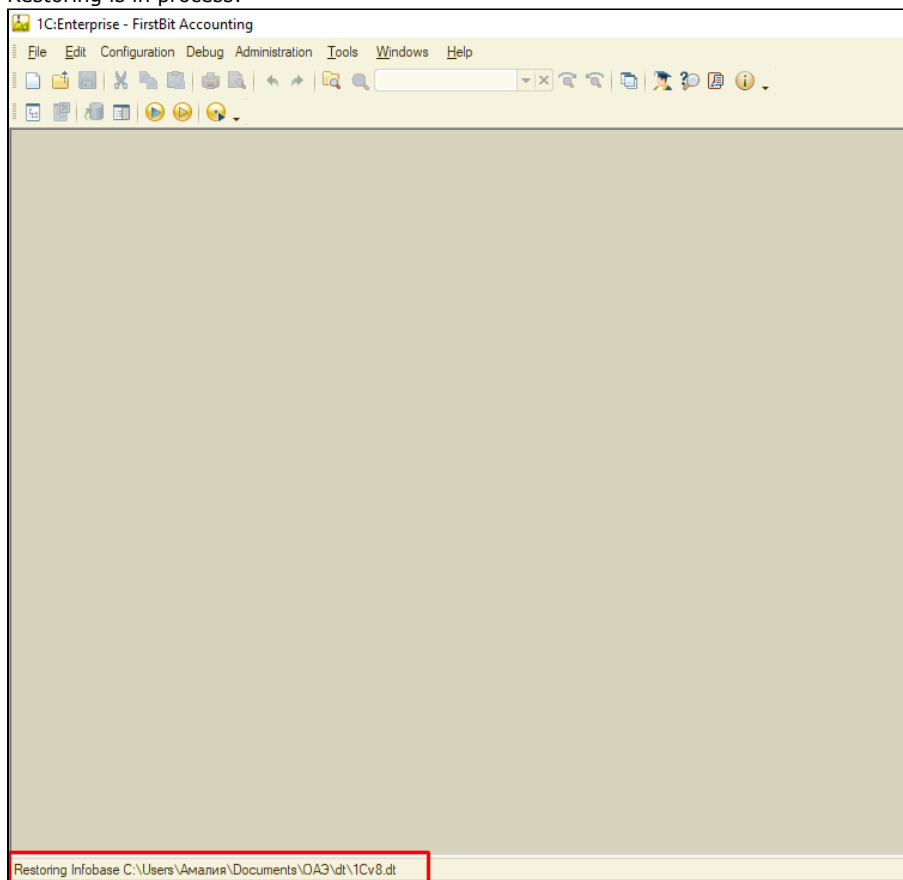 Restoring is in process.
1C:Enterprise - FirstBit Accounting
File Edit Configuration Debug Administration Tools Windows Help
Restoring Infobase C:\Users\Амалия\Documents\ОАЭ\dt\1Cv8.dt